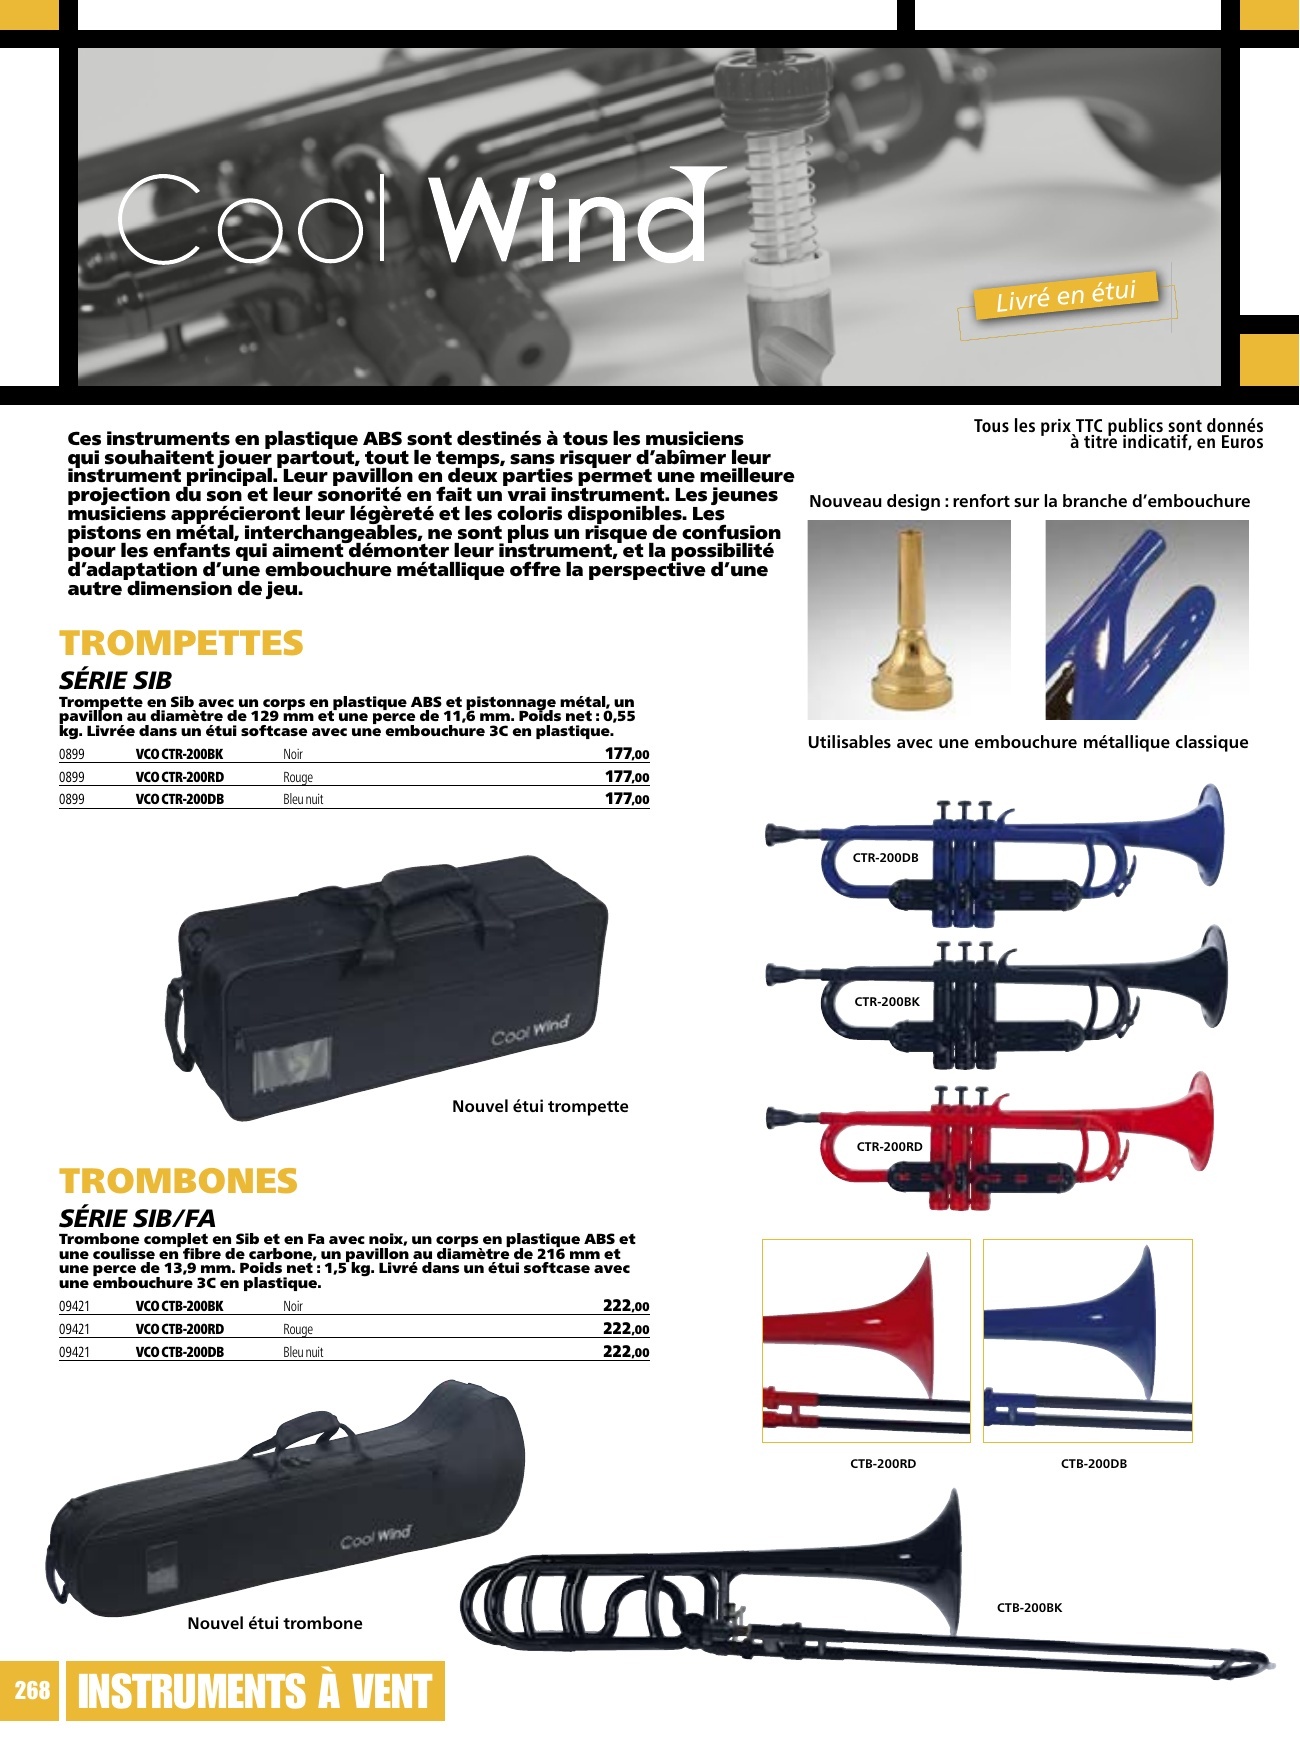 Cool Wind
Livré en étui
Tous les prix TTC publics sont donnés
à titre indicatif, en Euros
Ces instruments en plastique ABS sont destinés à tous les musiciens
qui souhaitent jouer partout, tout le temps, sans risquer d’abîmer leur
instrument principal. Leur pavillon en deux parties permet une meilleure
projection du son et leur sonorité en fait un vrai instrument. Les jeunes
musiciens apprécieront leur légèreté et les coloris disponibles. Les
pistons en métal, interchangeables, ne sont plus un risque de confusion
pour les enfants qui aiment démonter leur instrument, et la possibilité
d’adaptation d’une embouchure métallique offre la perspective d’une
autre dimension de jeu.
Nouveau design : renfort sur la branche d’embouchure
Utilisables avec une embouchure métallique classique
TROMPETTES
SÉRIE SIB
Trompette en Sib avec un corps en plastique ABS et pistonnage métal, un
pavillon au diamètre de 129 mm et une perce de 11,6 mm. Poids net : 0,55
kg. Livrée dans un étui softcase avec une embouchure 3C en plastique.
0899 VCO CTR-200BK Noir 177,00
0899 VCO CTR-200RD Rouge 177,00
0899 VCO CTR-200DB Bleu nuit 177,00
CTR-200DB
CTR-200BK
CTR-200RD
Cool Wind
Nouvel étui trompette
TROMBONES
SÉRIE SIB/FA
Trombone complet en Sib et en Fa avec noix, un corps en plastique ABS et
une coulisse en fibre de carbone, un pavillon au diamètre de 216 mm et
une perce de 13,9 mm. Poids net : 1,5 kg. Livré dans un étui softcase avec
une embouchure 3C en plastique.
09421 VCO CTB-200BK Noir 222,00
09421 VCO CTB-200RD Rouge 222,00
09421 VCO CTB-200DB Bleu nuit 222,00
CTB-200RD
CTB-200DB
Cool Wind
Nouvel étui trombone
CTB-200BK
268 INSTRUMENTS À VENT